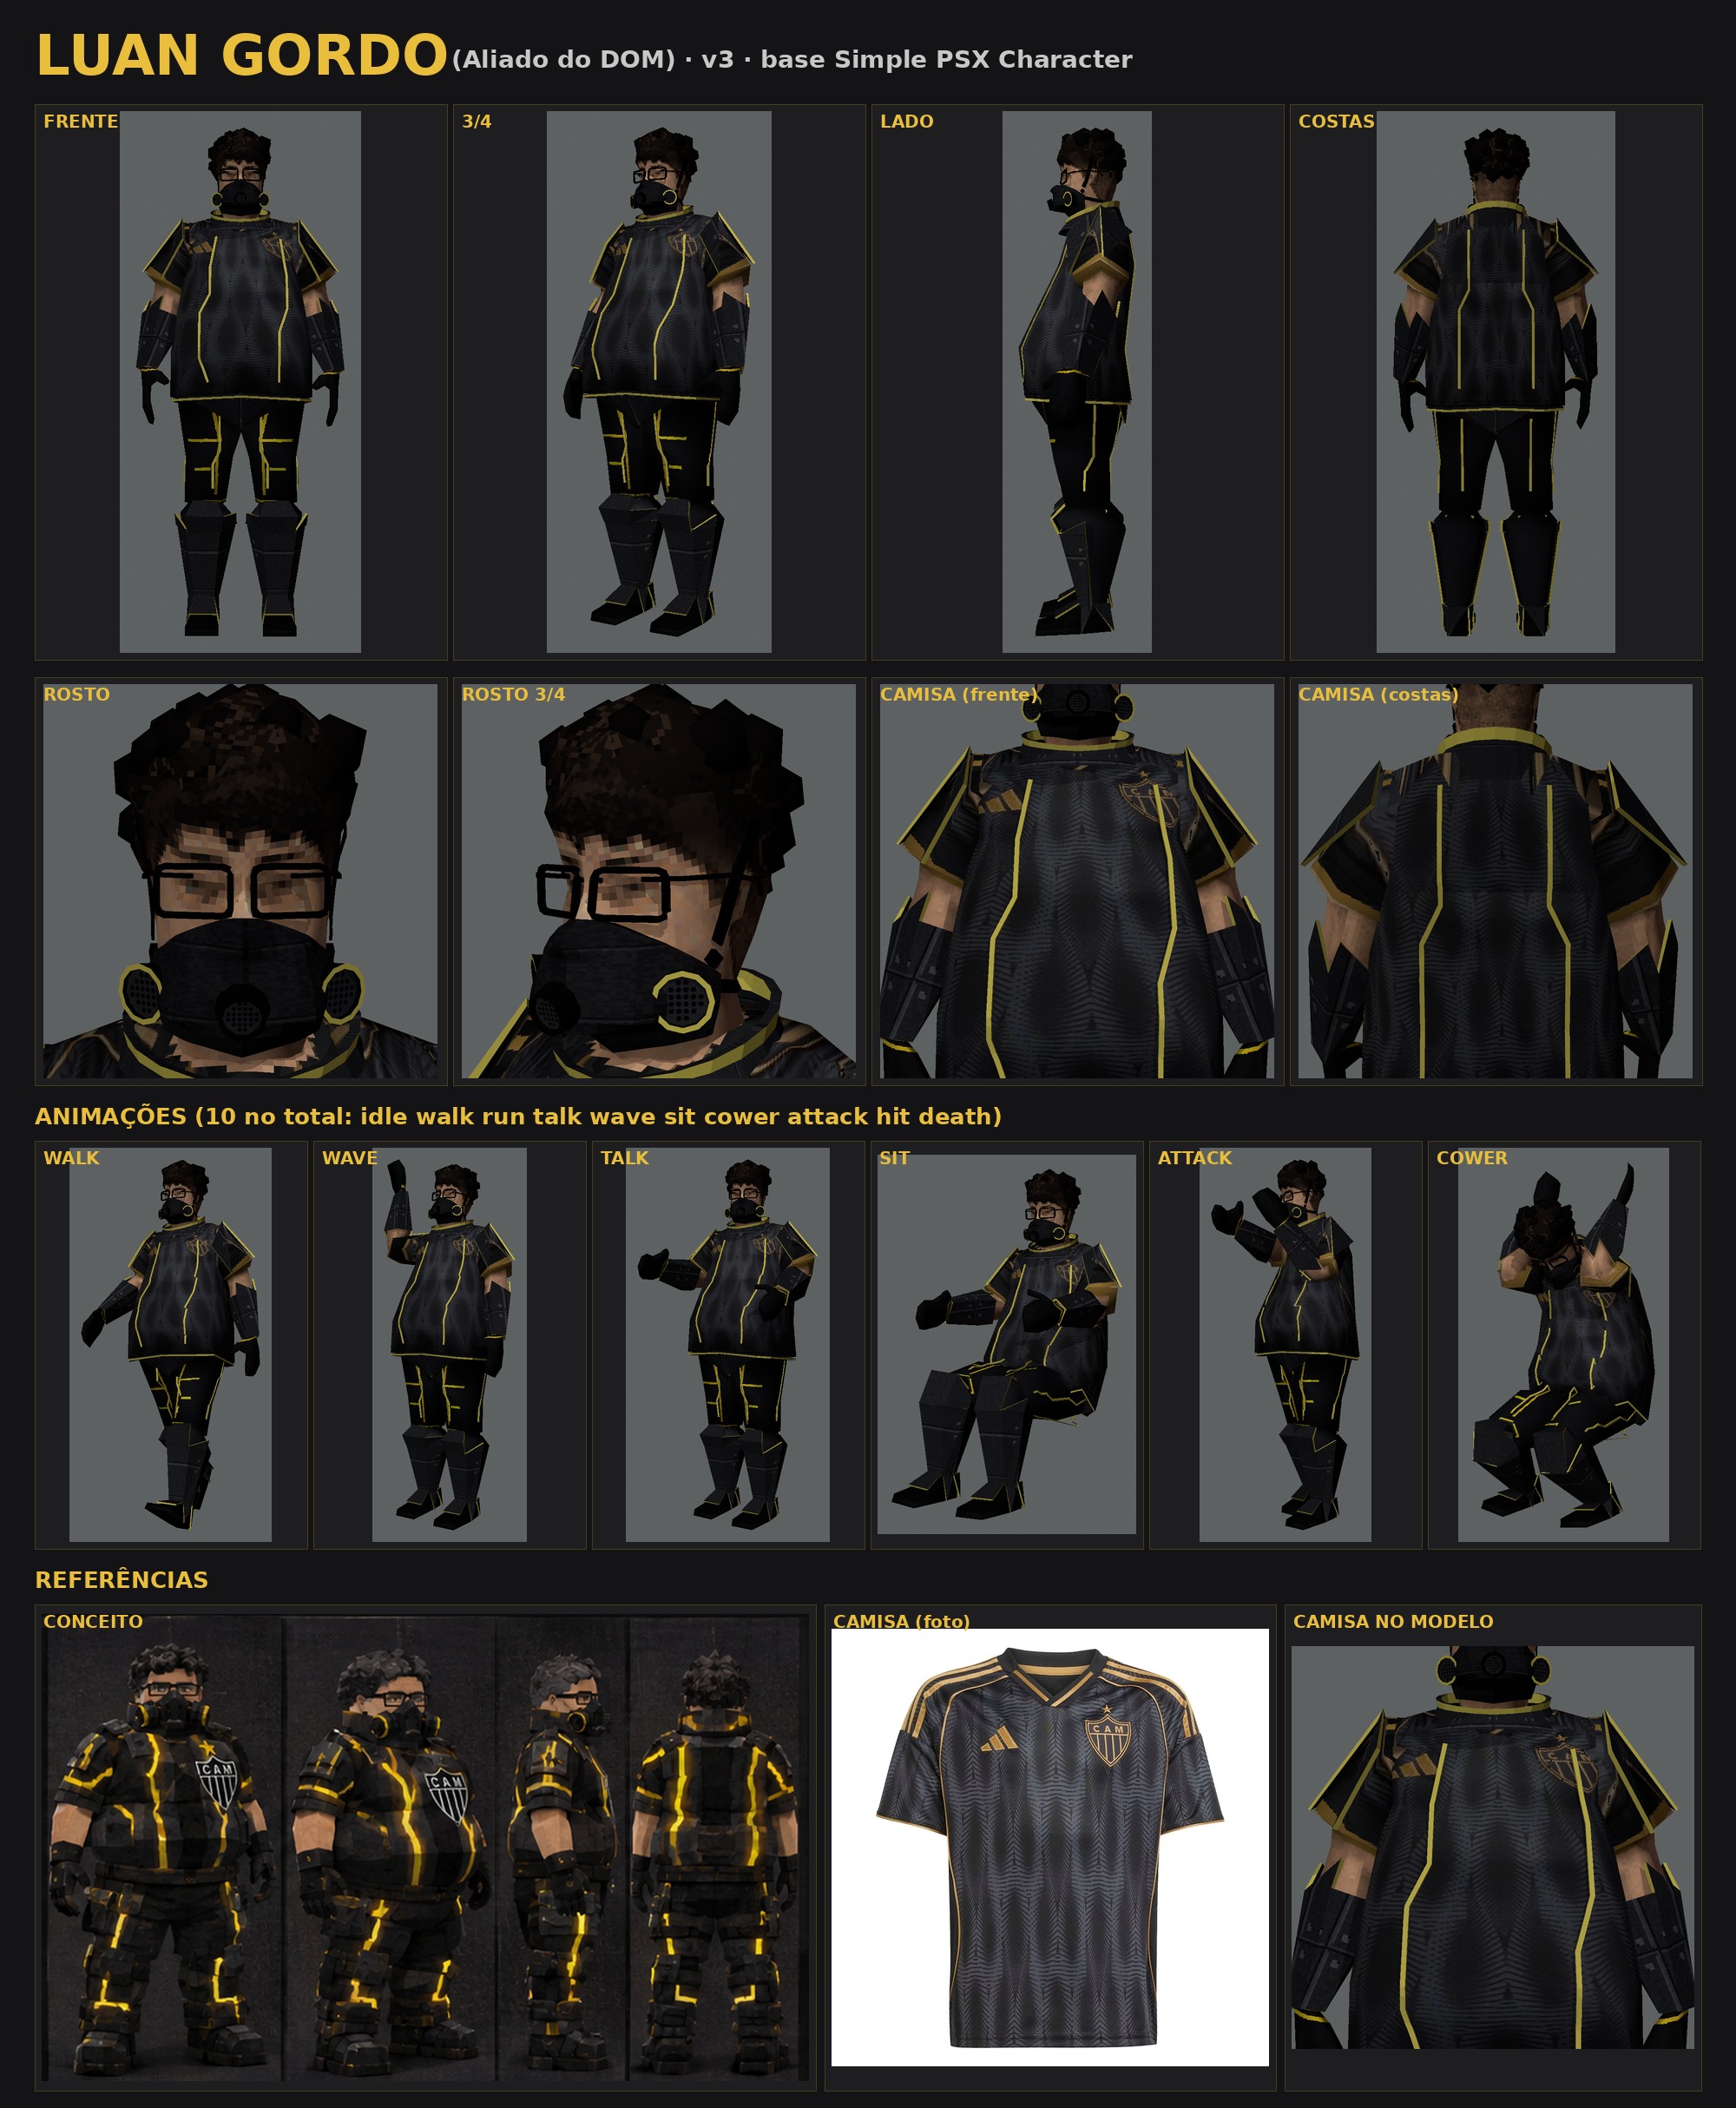 LUAN GORDO (Aliado do DOM) · v3 · base Simple PSX Character
FRENTE
3/4
LADO
COSTAS
ROSTO
ROSTO 3/4
CAMISA (frente)
CAMISA (costas)
ANIMAÇÕES (10 no total: idle walk run talk wave sit cower attack hit death)
WALK
WAVE
TALK
SIT
ATTACK
COWER
REFERÊNCIAS
CONCEITO
CAMISA (foto)
CAMISA NO MODELO
CAM
CAM
CAM